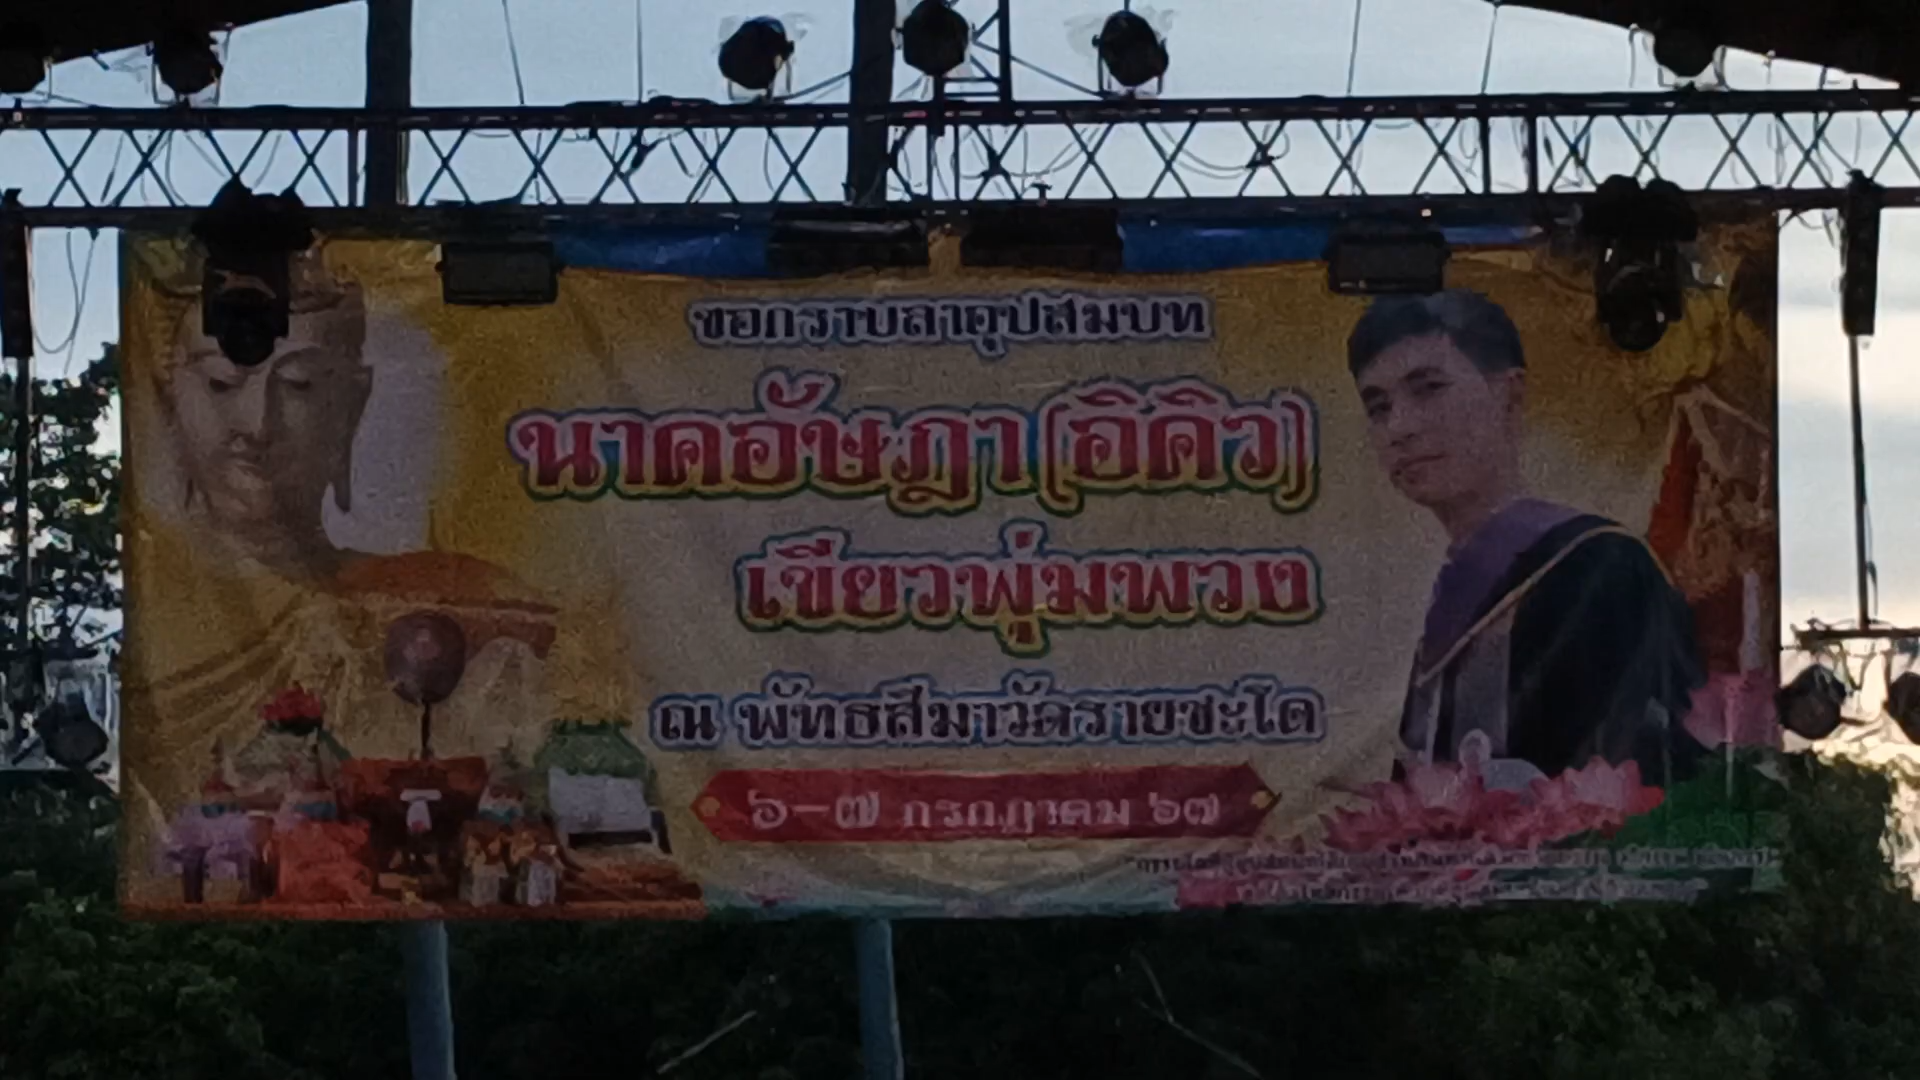 ขอกราบลาอุปสมบท
นาคอัษฎา (อิคิว)
เขียวพุ่มพวง
ณ พัทธสีมาวัดรายชะโด
๖-๗ กรกฎาคม ๖๗